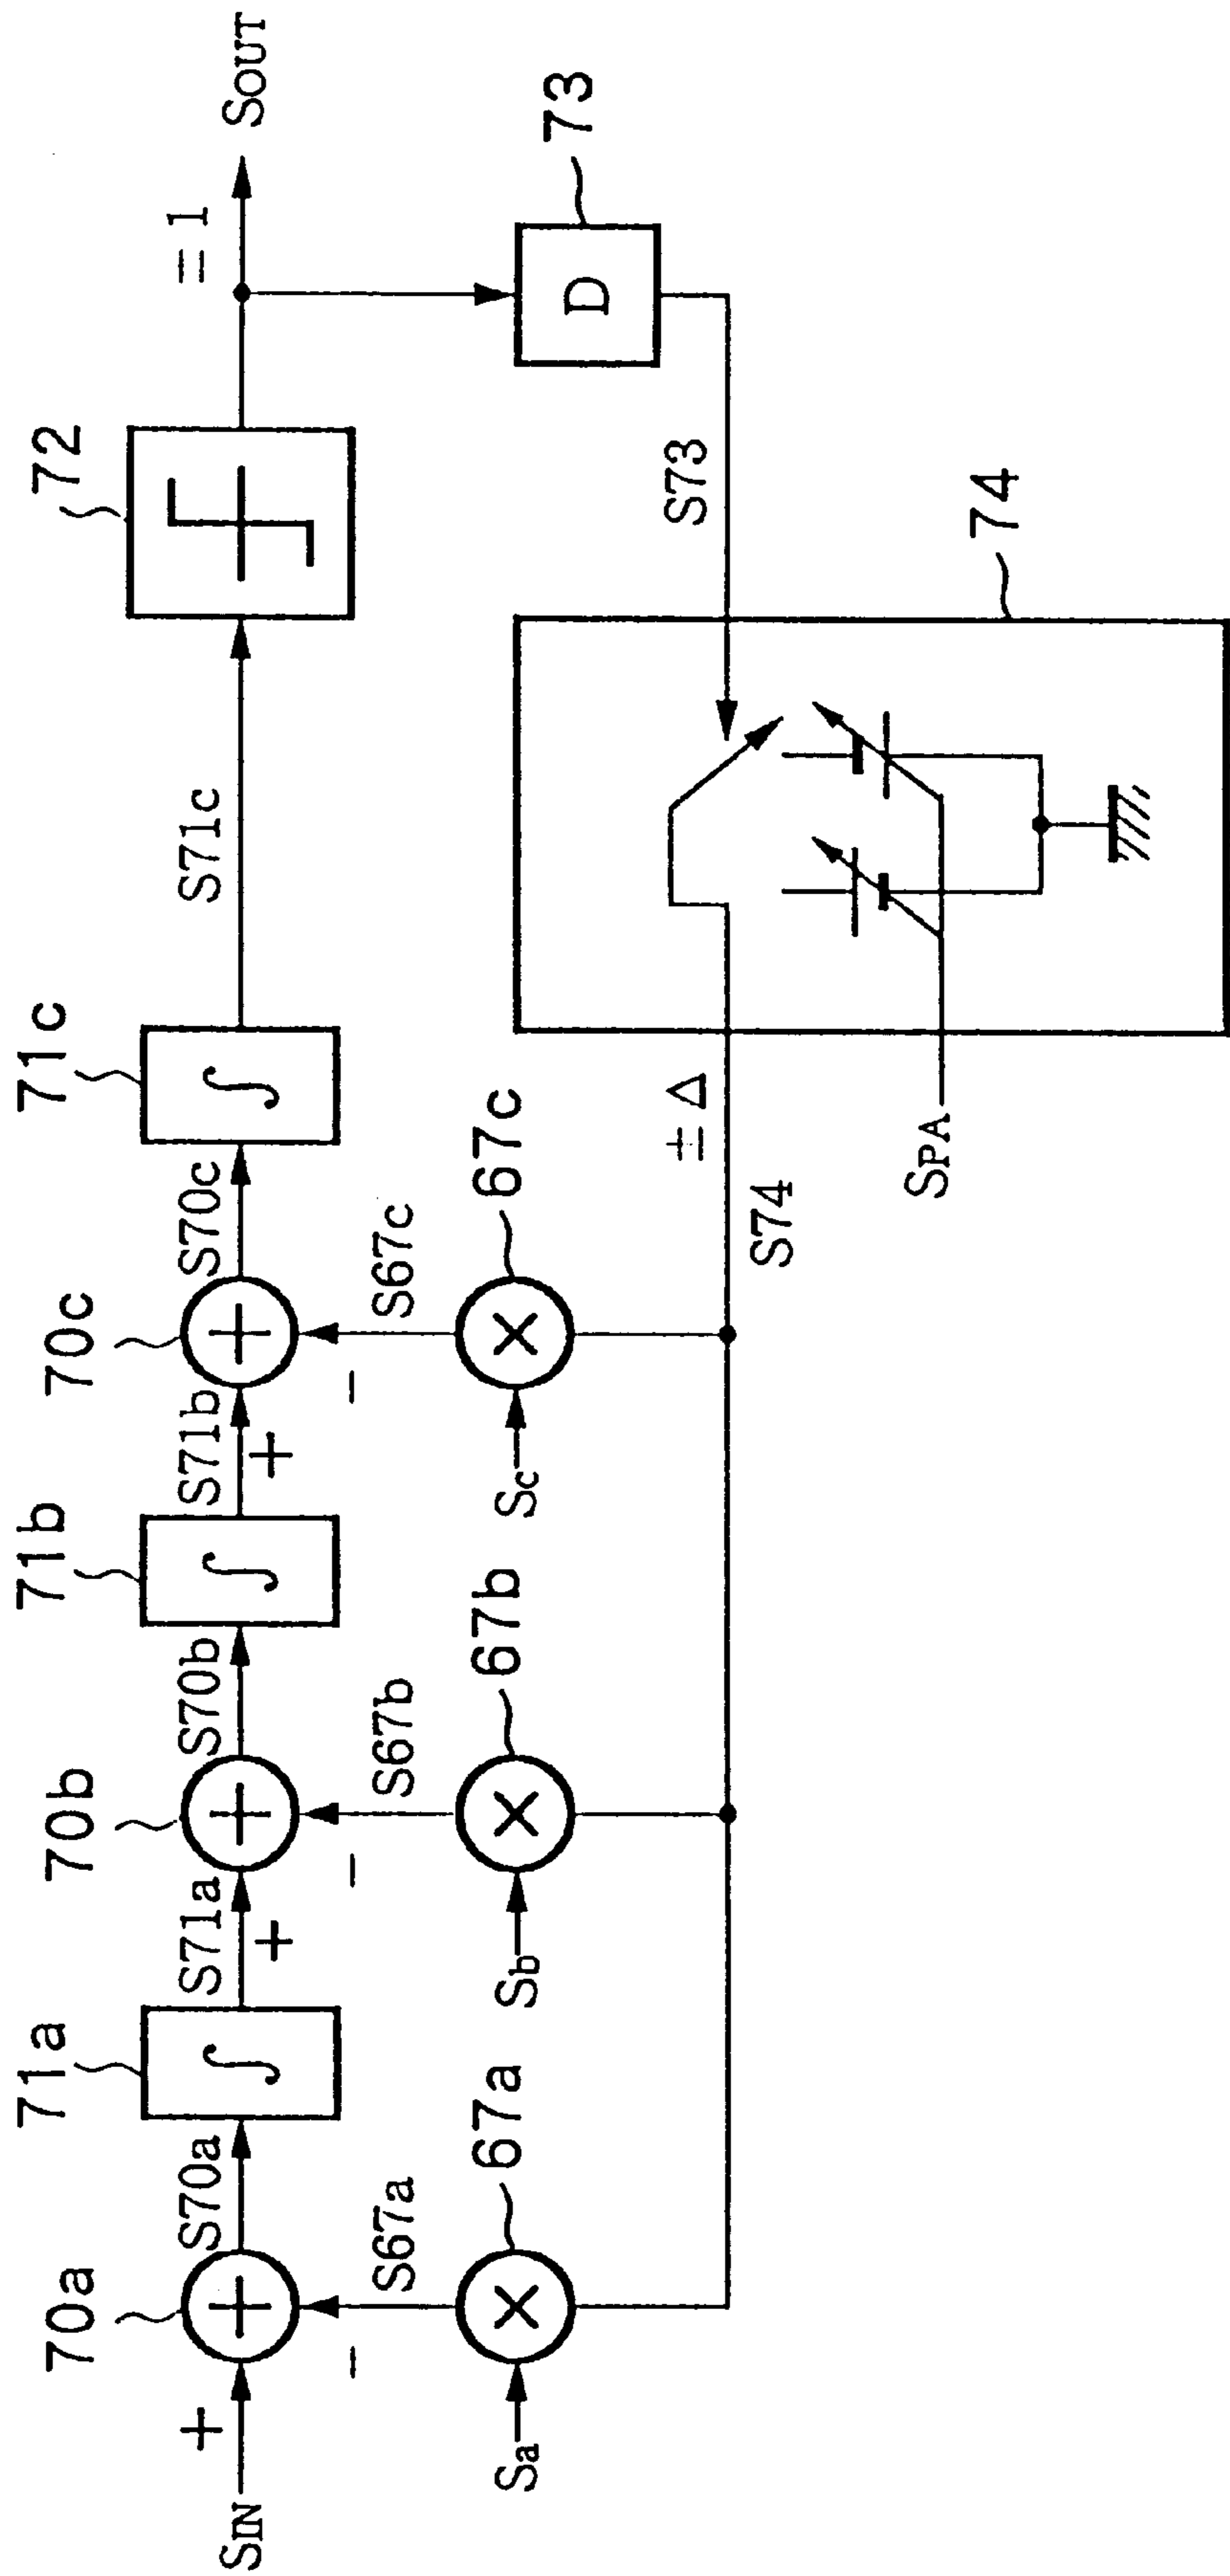 70a
71a
70b
71b
70c
71c
72
SIN
+
S70a
∫
S71a
+
S70b
∫
S71b
+
S70c
∫
S71c
= 1
SOUT
−
S67a
−
S67b
−
S67c
Sa
67a
Sb
67b
Sc
67c
D
73
± Δ
S74
S73
SPA
74